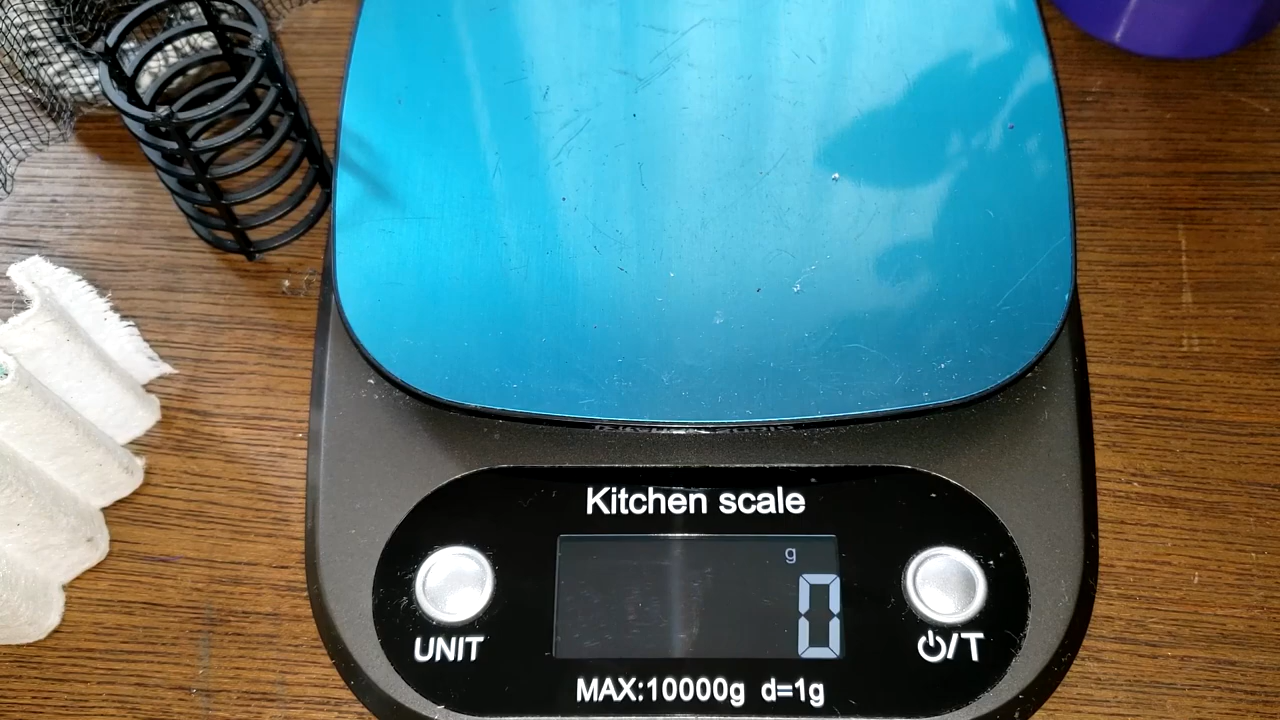 Kitchen scale
g
0
UNIT
⏻/T
MAX:10000g d=1g